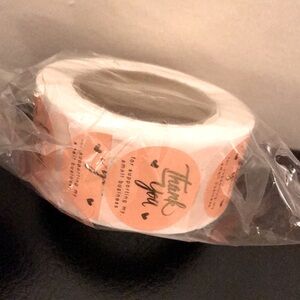 Thank
you
for supporting my
small business